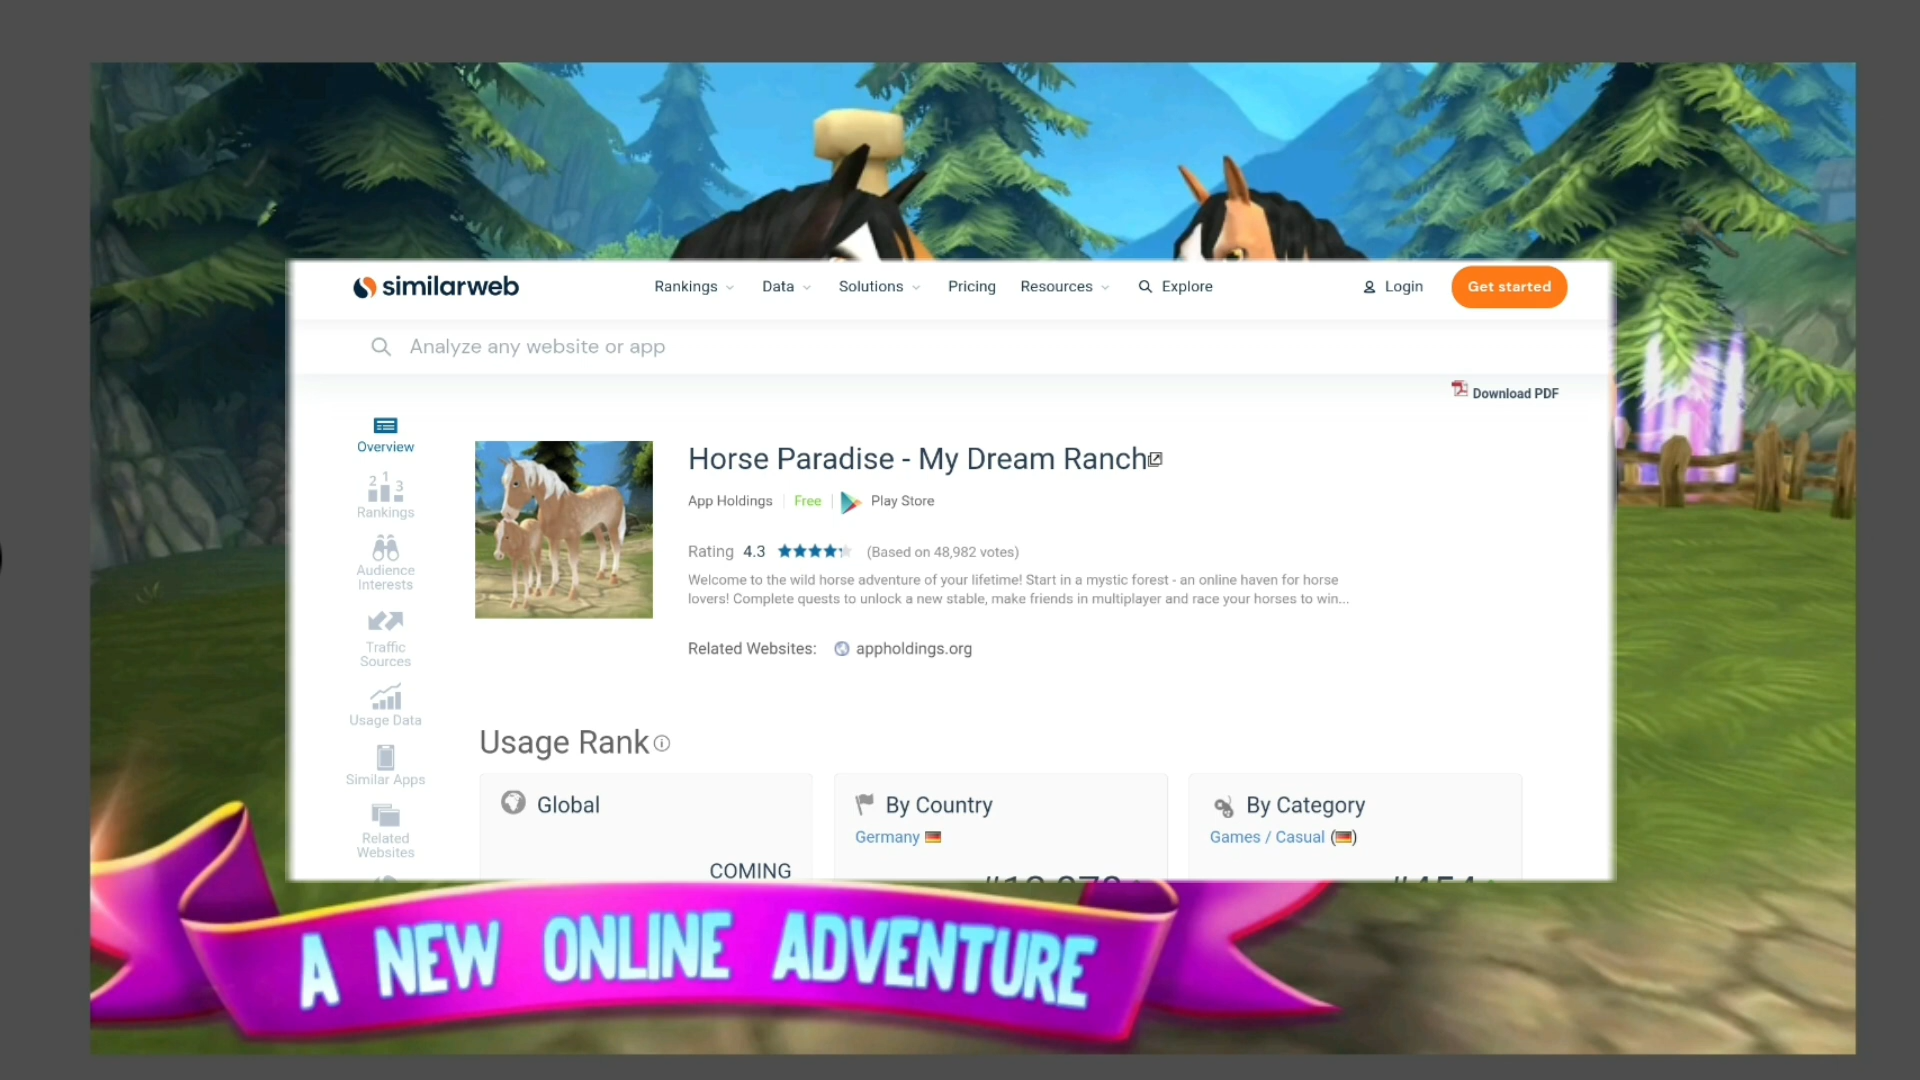 similarweb
Rankings Data Solutions Pricing Resources Explore Login Get started
Analyze any website or app
Download PDF
Overview
2 1 3
Rankings
Audience
Interests
Traffic
Sources
Usage Data
Similar Apps
Related
Websites
Horse Paradise - My Dream Ranch
App Holdings Free Play Store
Rating 4.3 (Based on 48,982 votes)
Welcome to the wild horse adventure of your lifetime! Start in a mystic forest - an online haven for horse
lovers! Complete quests to unlock a new stable, make friends in multiplayer and race your horses to win...
Related Websites: appholdings.org
Usage Rank
Global
COMING
By Country
Germany
By Category
Games / Casual ( )
A NEW ONLINE ADVENTURE